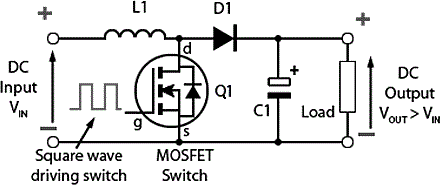 L1
D1
+
+
d
+
DC
Input
VIN
Q1
C1
Load
DC
Output
VOUT > VIN
g
s
−
−
Square wave
driving switch
MOSFET
Switch